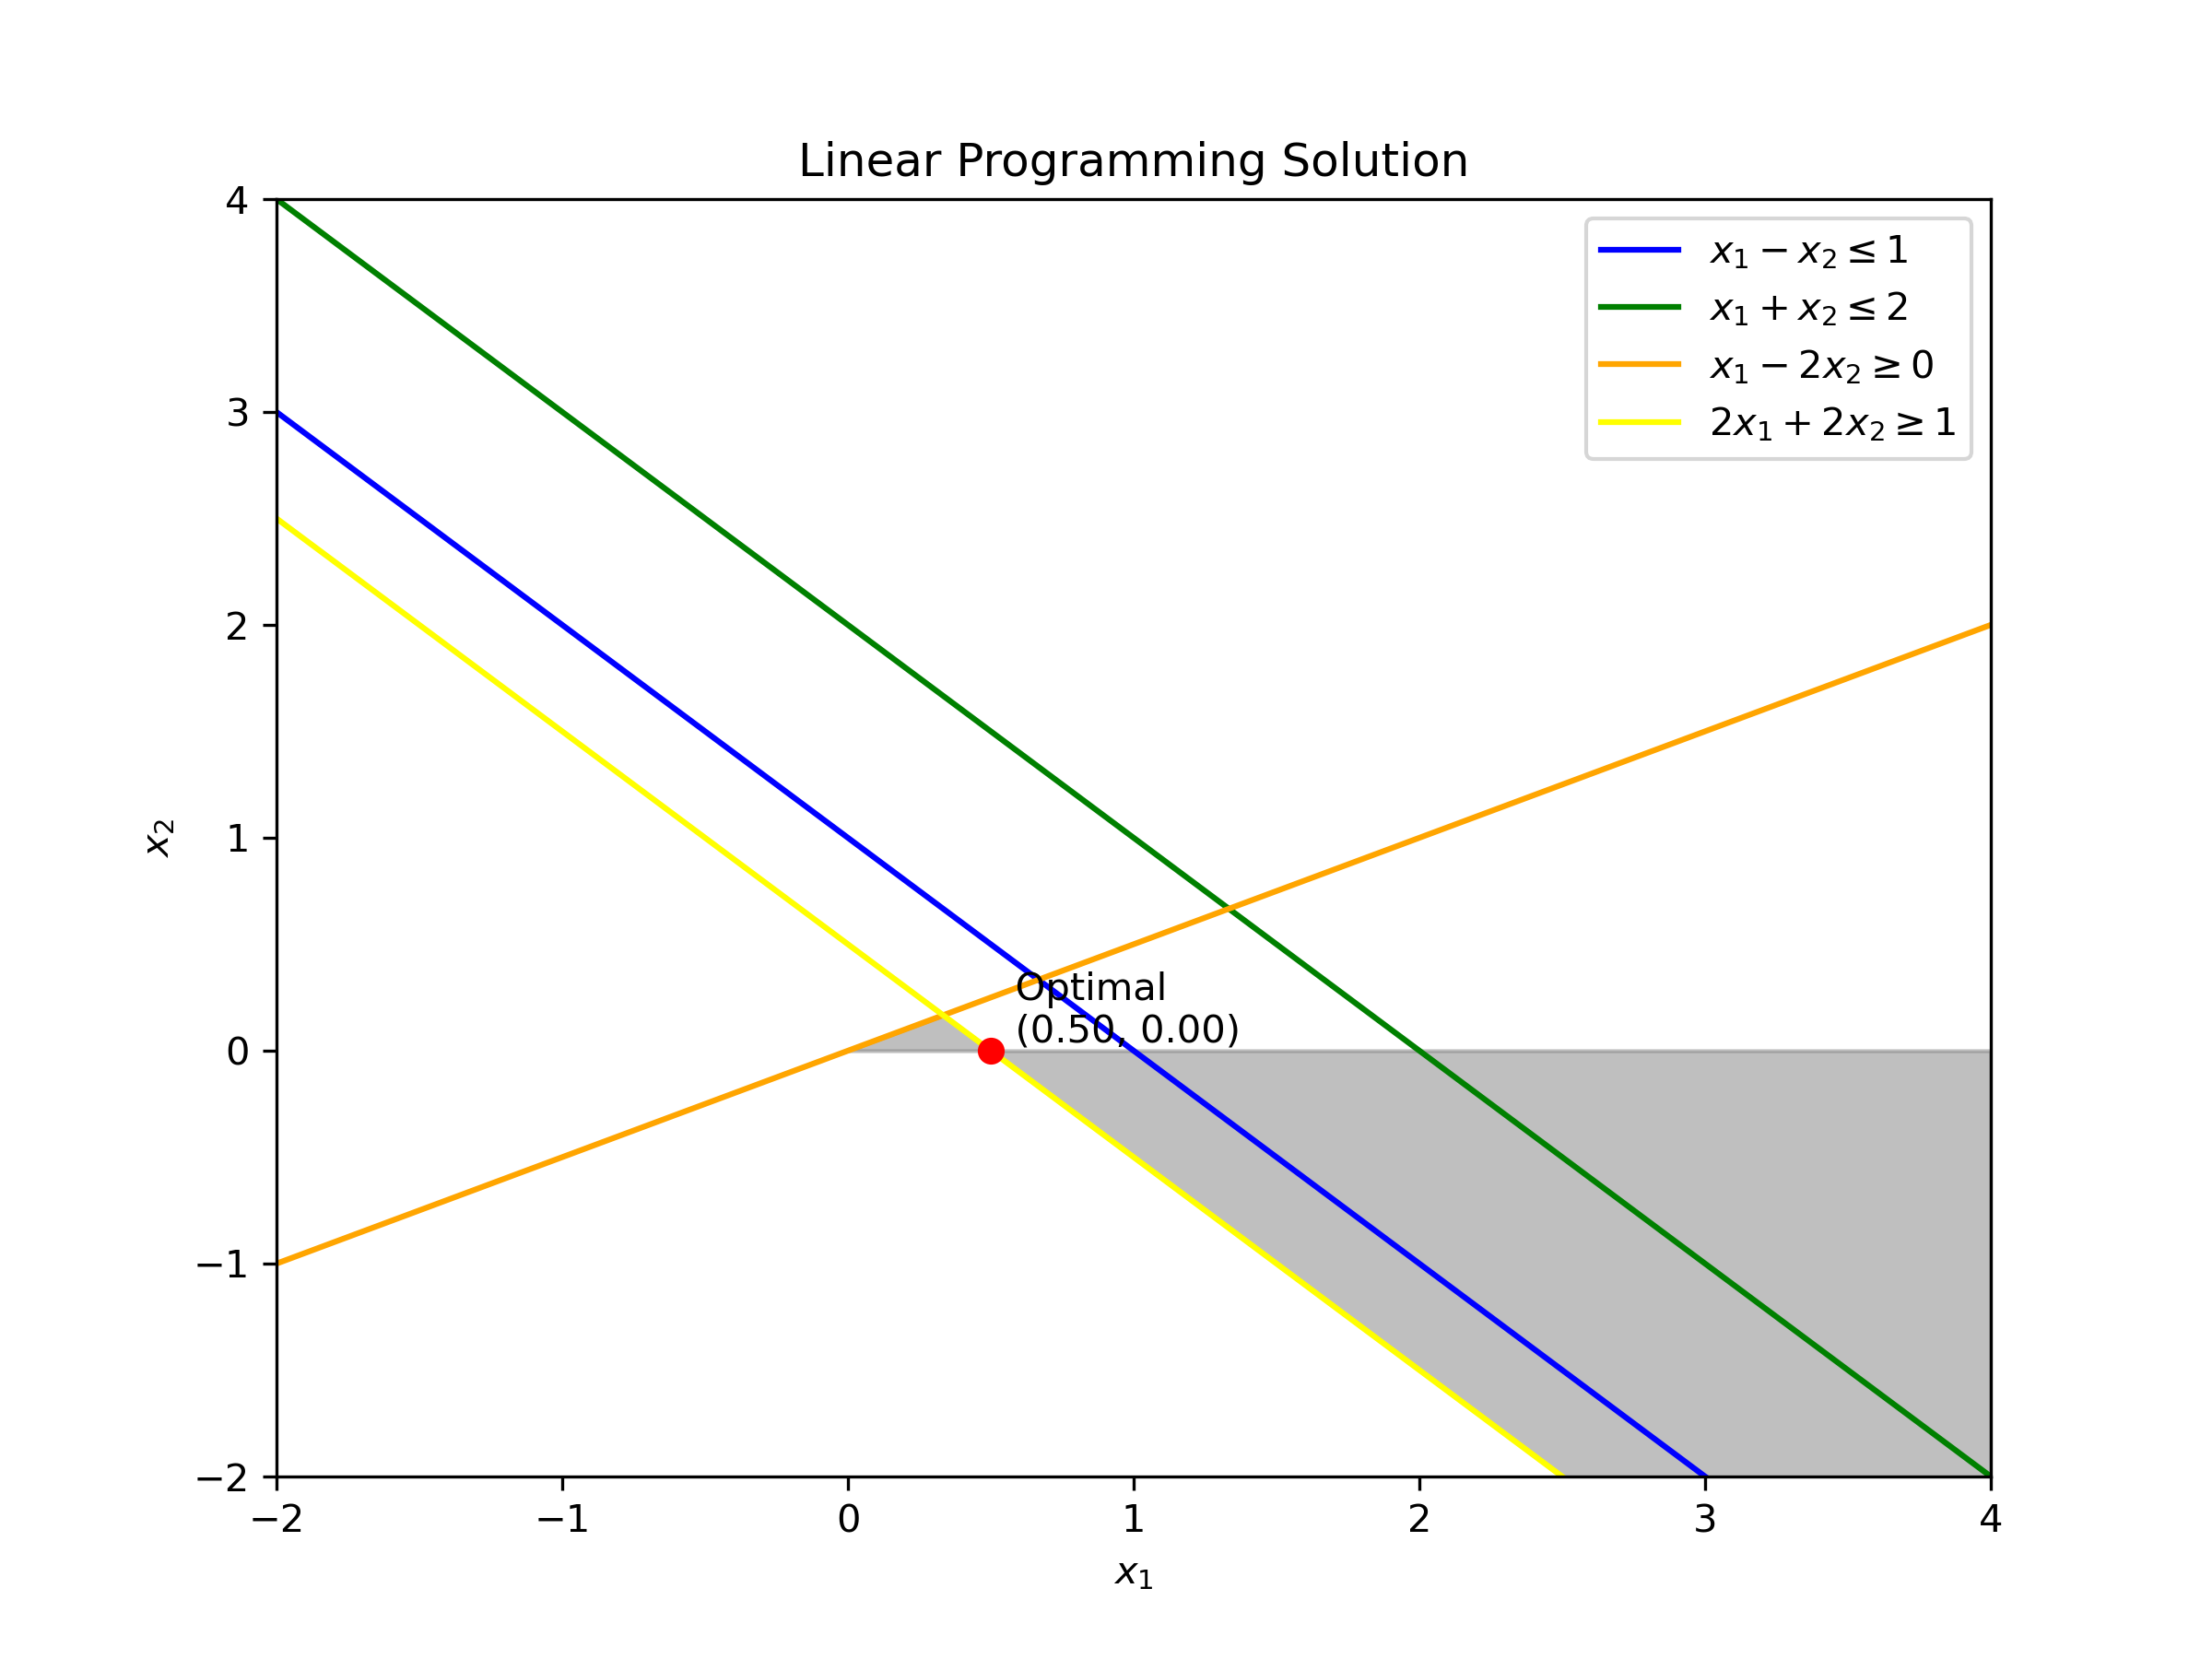 Linear Programming Solution
4
3
2
1
0
−1
−2
x₂
x₁ − x₂ ≤ 1
x₁ + x₂ ≤ 2
x₁ − 2x₂ ≥ 0
2x₁ + 2x₂ ≥ 1
Optimal
(0.50, 0.00)
−2 −1 0 1 2 3 4
x₁